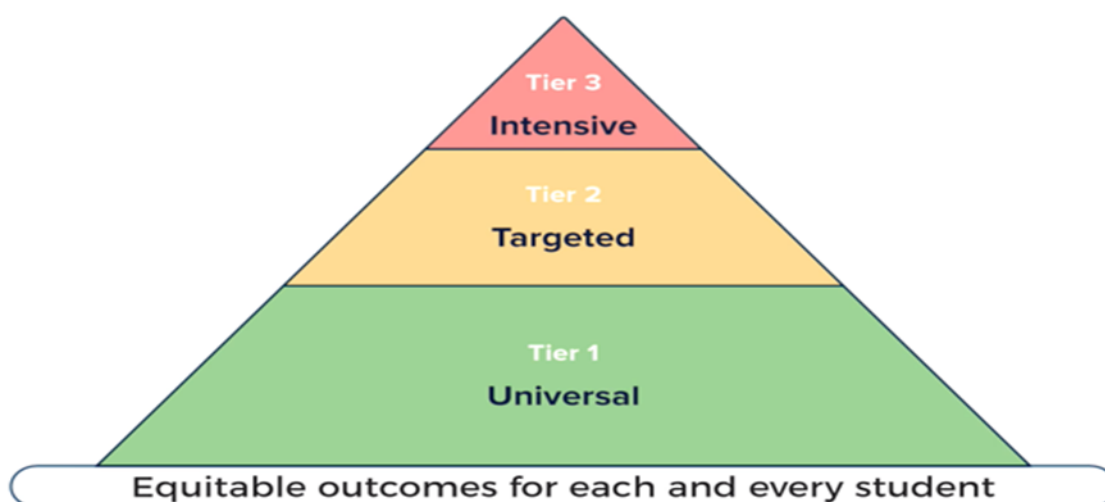 Tier 3
Intensive
Tier 2
Targeted
Tier 1
Universal
Equitable outcomes for each and every student